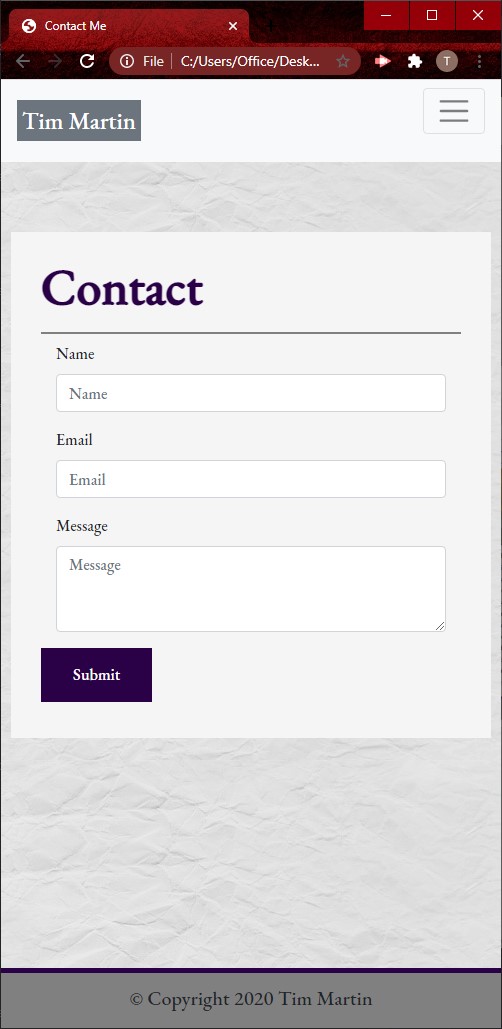 Contact Me
File C:/Users/Office/Desk...
T
Tim Martin
Contact
Name
Name
Email
Email
Message
Message
Submit
© Copyright 2020 Tim Martin